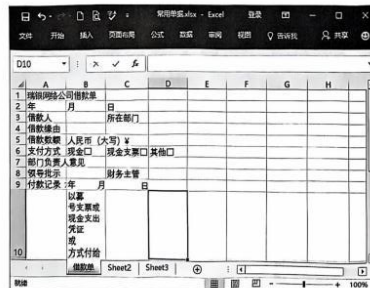 常用单据.xlsx - Excel 登录
文件 开始 插入 页面布局 公式 数据 审阅 视图 告诉我 共享
D10 fx
A B C D E F G H
1 瑞银网络公司借款单
2 年 月 日
3 借款人 所在部门
4 借款缘由
5 借款数额 人民币（大写）¥
6 支付方式 现金□ 现金支票□ 其他□
7 部门负责人意见
8 领导批示 财务主管
9 付款记录：年 月 日
以募
号支票或
现金支出
凭证
或
10 方式付给
借款单 Sheet2 Sheet3
就绪 100%